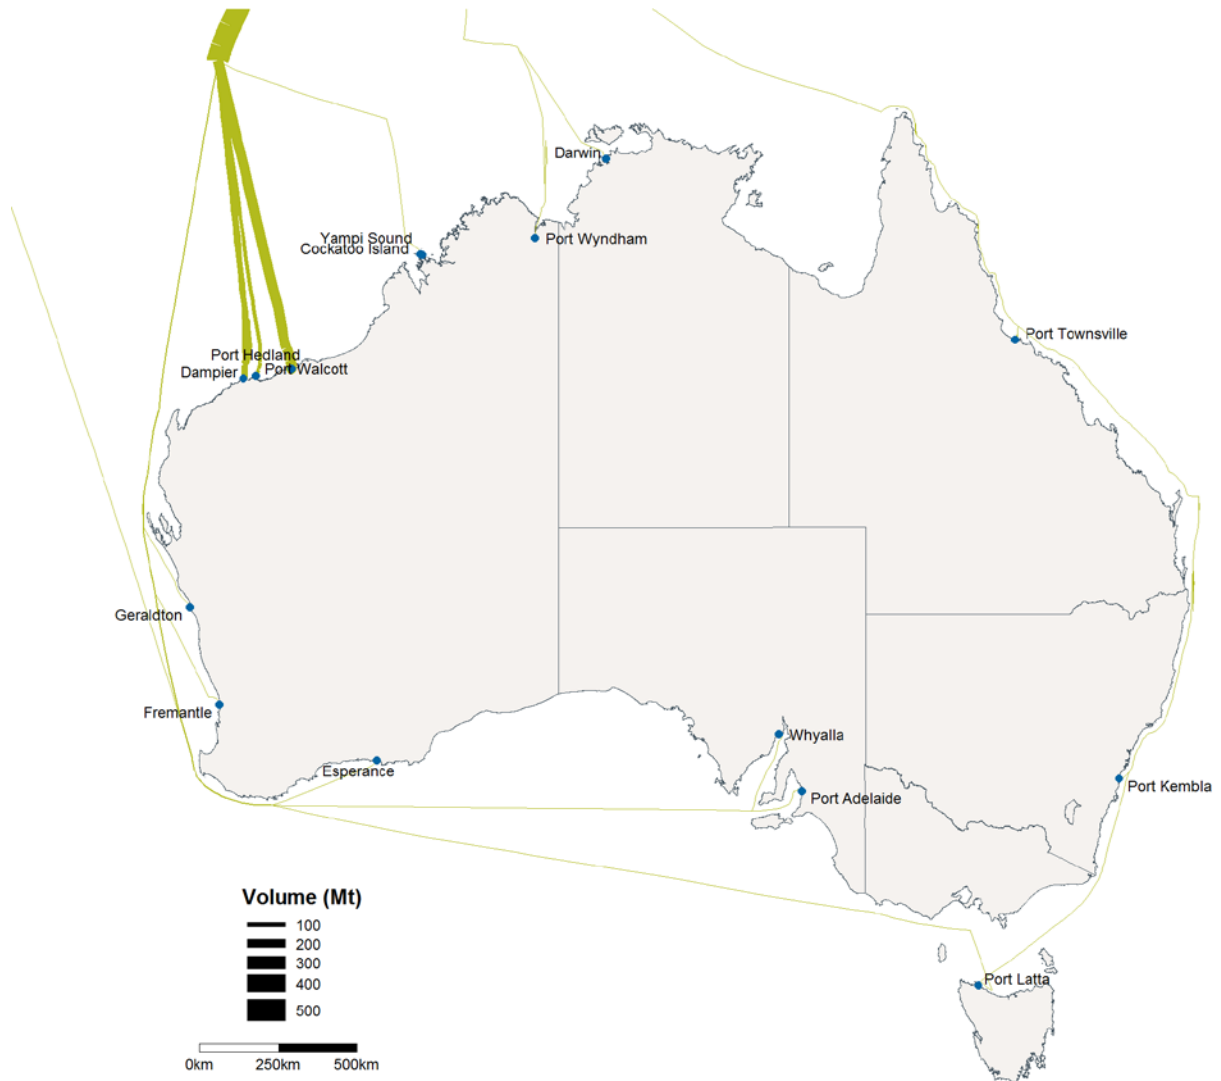 Darwin
Yampi Sound
Cockatoo Island
Port Wyndham
Port Townsville
Port Hedland
Dampier
Port Walcott
Geraldton
Fremantle
Whyalla
Esperance
Port Adelaide
Port Kembla
Port Latta
Volume (Mt)
100
200
300
400
500
0km 250km 500km